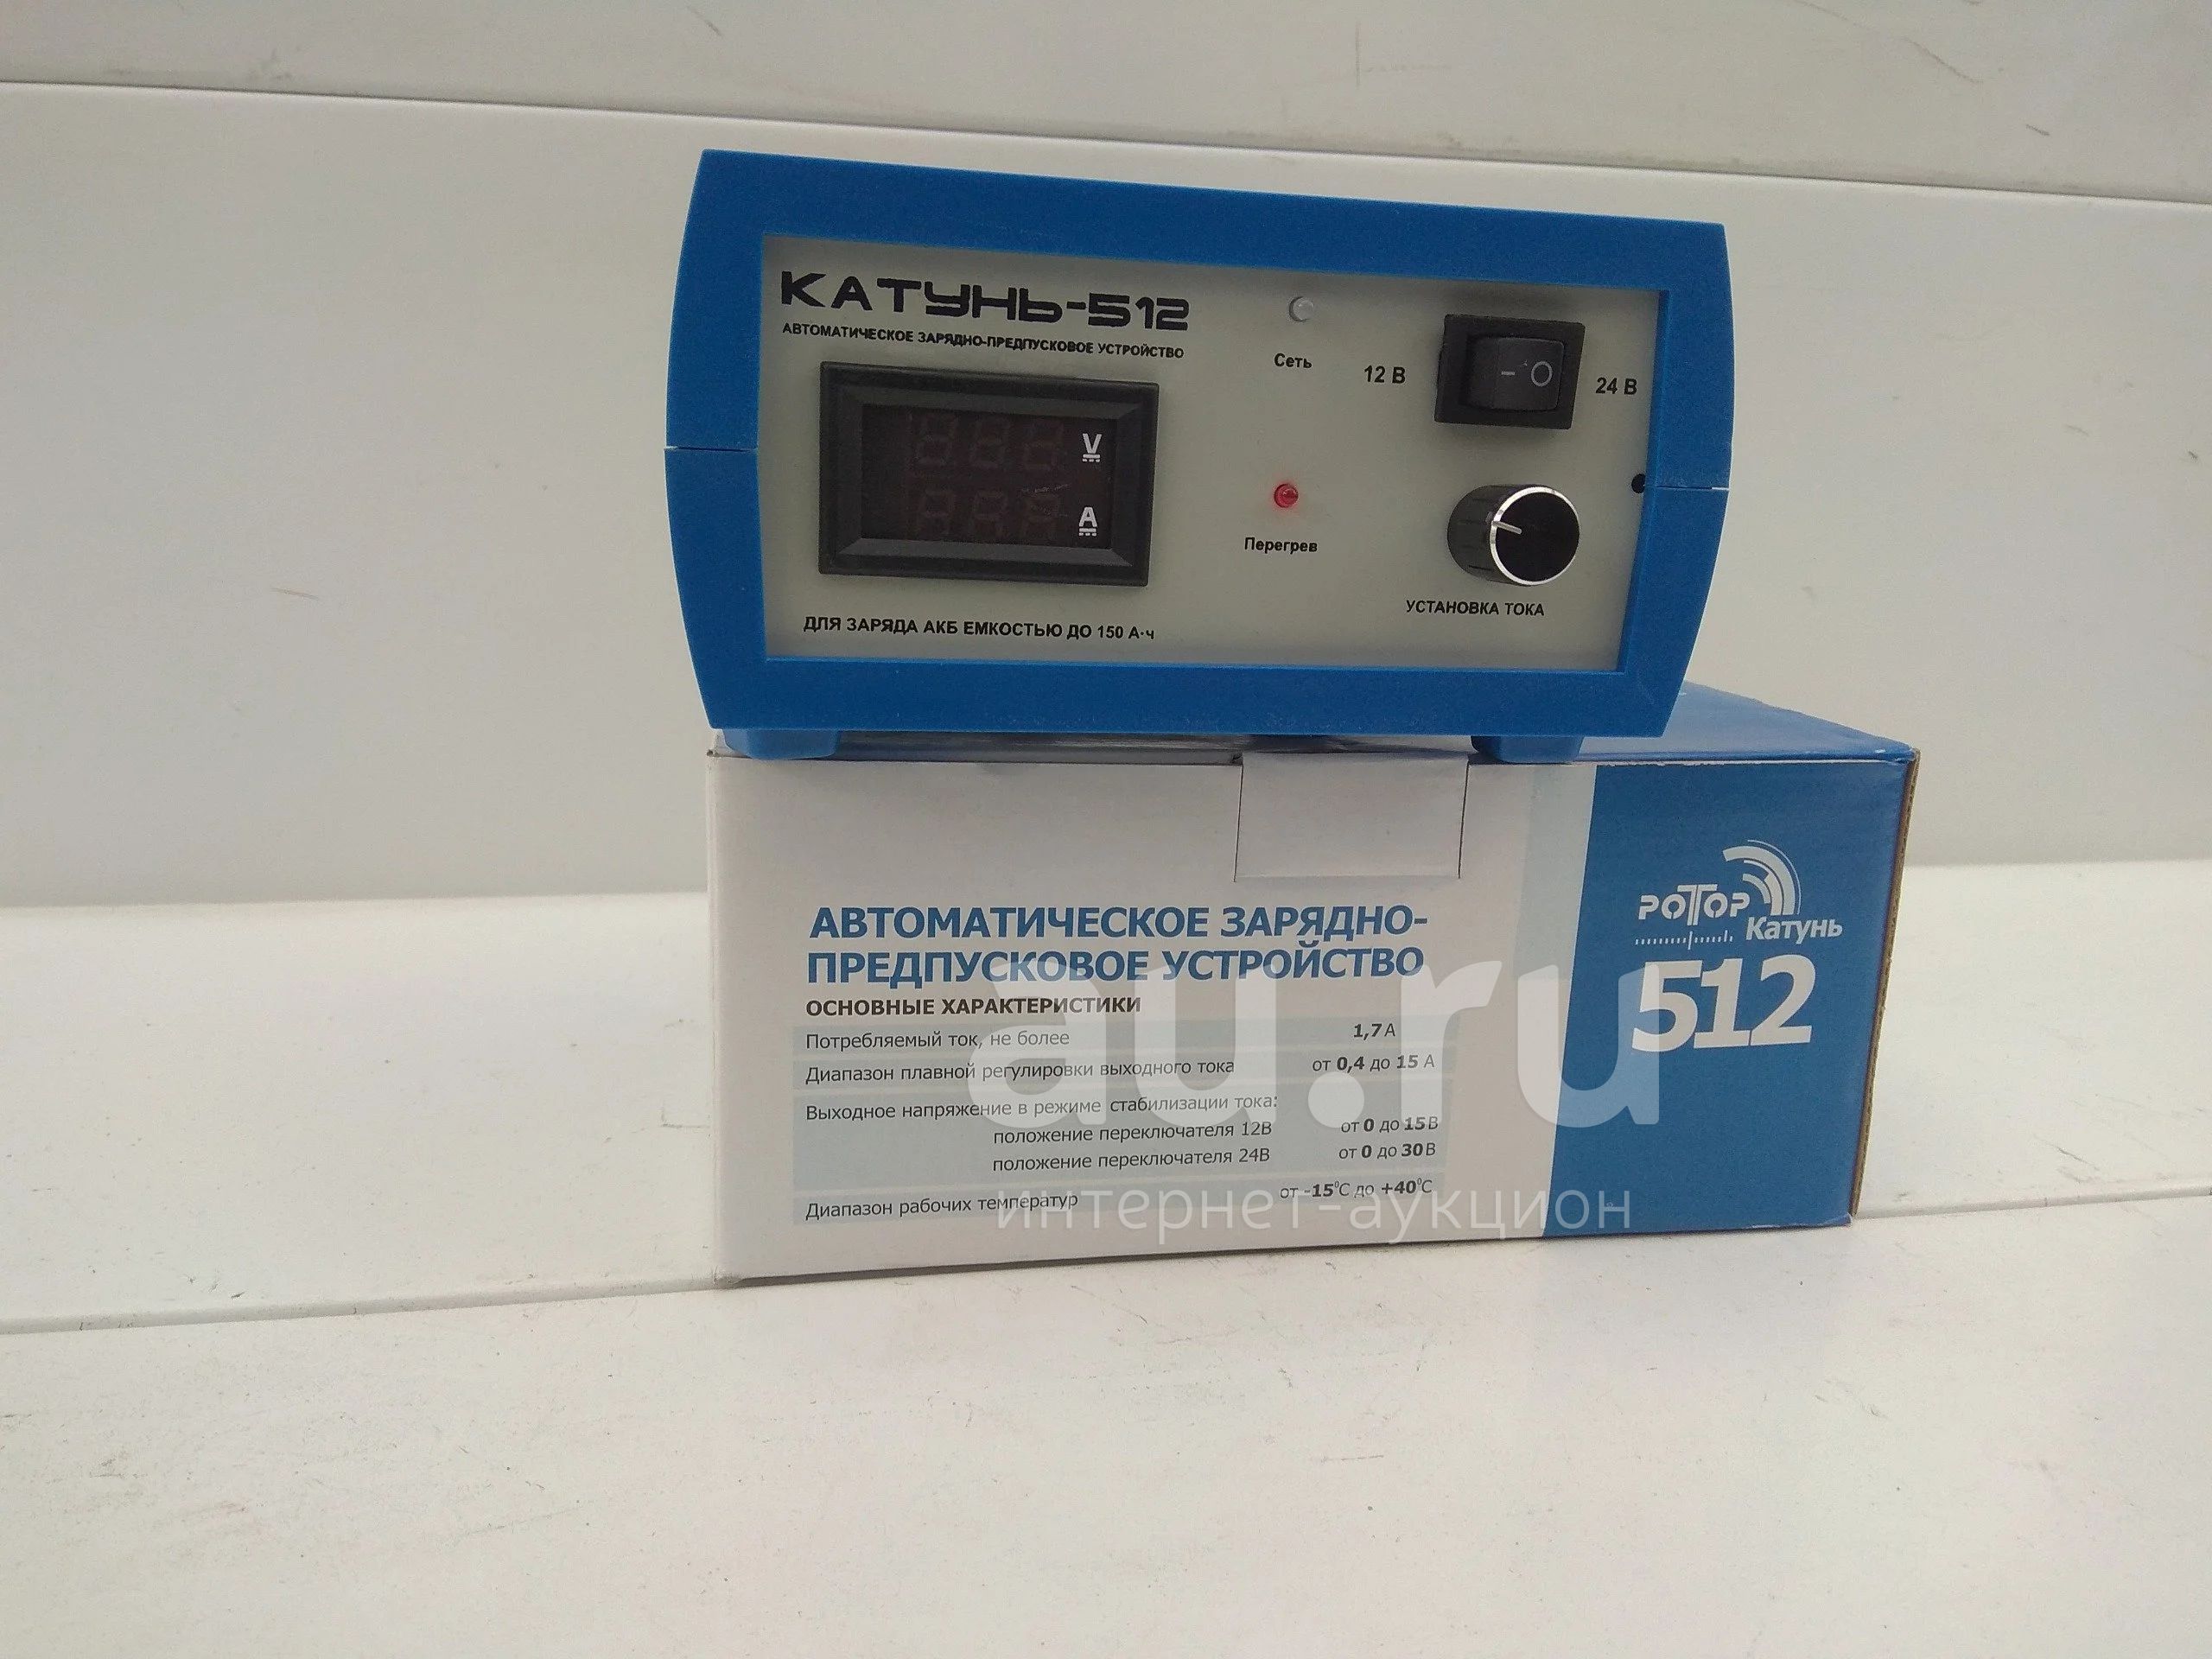 КАТУНЬ-512
АВТОМАТИЧЕСКОЕ ЗАРЯДНО-ПРЕДПУСКОВОЕ УСТРОЙСТВО
Сеть
12 В
- O
24 В
V
A
Перегрев
УСТАНОВКА ТОКА
ДЛЯ ЗАРЯДА АКБ ЕМКОСТЬЮ ДО 150 А·ч
АВТОМАТИЧЕСКОЕ ЗАРЯДНО-
ПРЕДПУСКОВОЕ УСТРОЙСТВО
ОСНОВНЫЕ ХАРАКТЕРИСТИКИ
Потребляемый ток, не более 1,7 А
Диапазон плавной регулировки выходного тока от 0,4 до 15 А
Выходное напряжение в режиме стабилизации тока:
положение переключателя 12В от 0 до 15 В
положение переключателя 24В от 0 до 30 В
Диапазон рабочих температур от -15⁰С до +40⁰С
РОТОР
Катунь
512
au.ru
интернет-аукцион